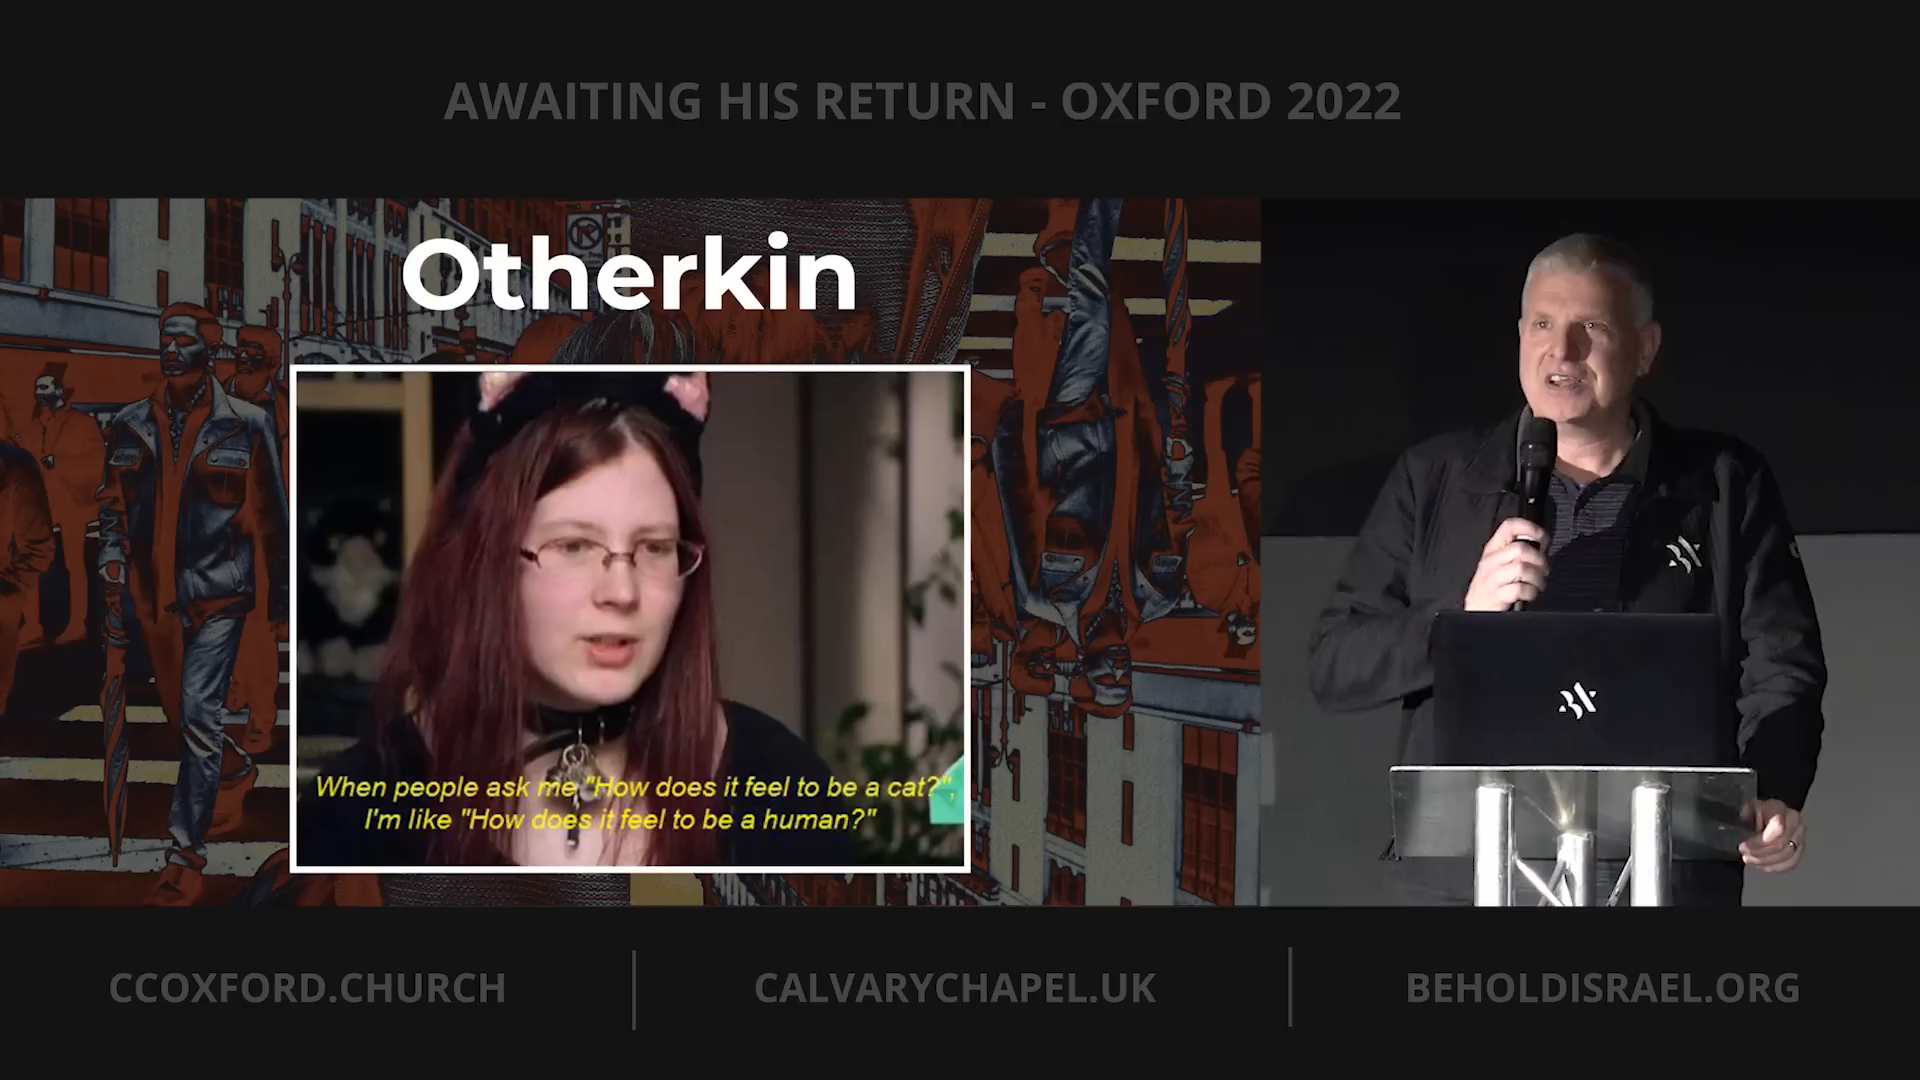 AWAITING HIS RETURN - OXFORD 2022
Otherkin
When people ask me "How does it feel to be a cat?",
I'm like "How does it feel to be a human?"
CCOXFORD.CHURCH
CALVARYCHAPEL.UK
BEHOLDISRAEL.ORG